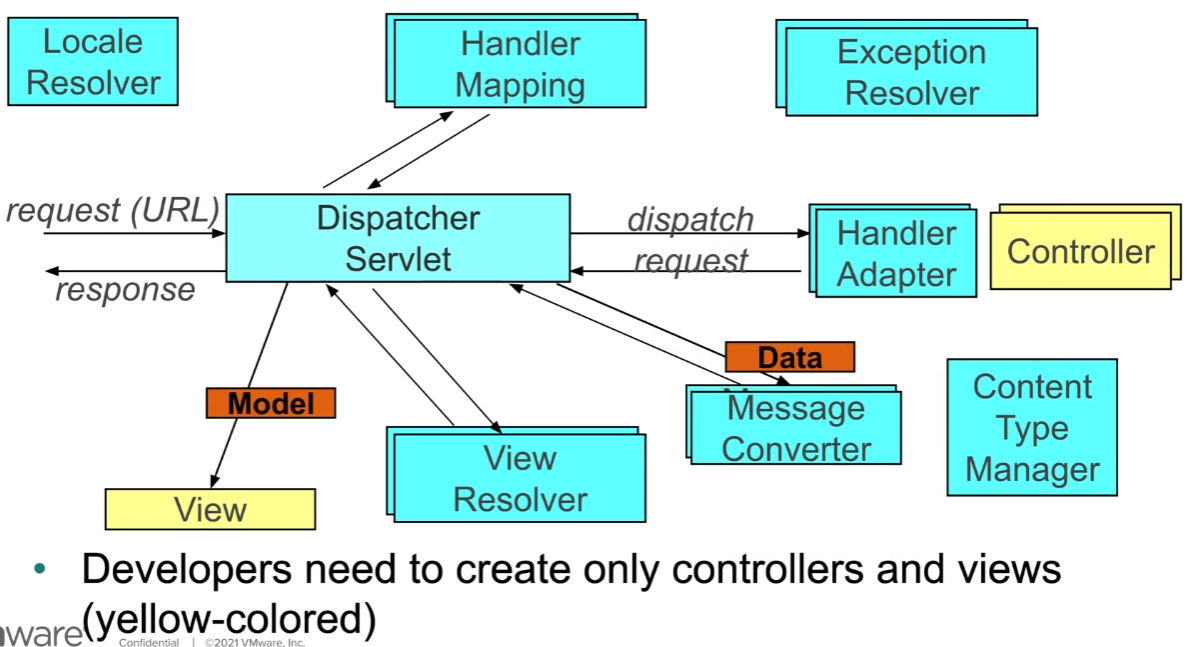 Locale
Resolver
Handler
Mapping
Exception
Resolver
request (URL)
response
Dispatcher
Servlet
dispatch
request
Handler
Adapter
Controller
Model
View
View
Resolver
Data
Message
Converter
Content
Type
Manager
• Developers need to create only controllers and views
(yellow-colored)
ware
Confidential | ©2021 VMware, Inc.